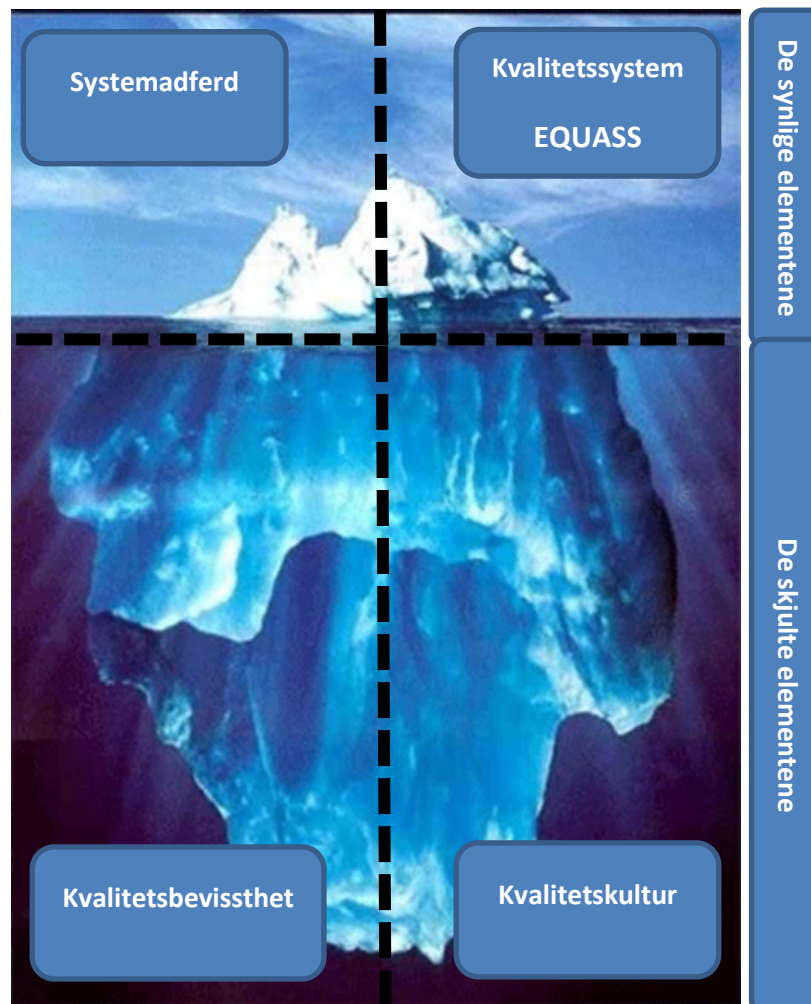 Systemadferd
Kvalitetssystem
EQUASS
De synlige elementene
De skjulte elementene
Kvalitetsbevissthet
Kvalitetskultur